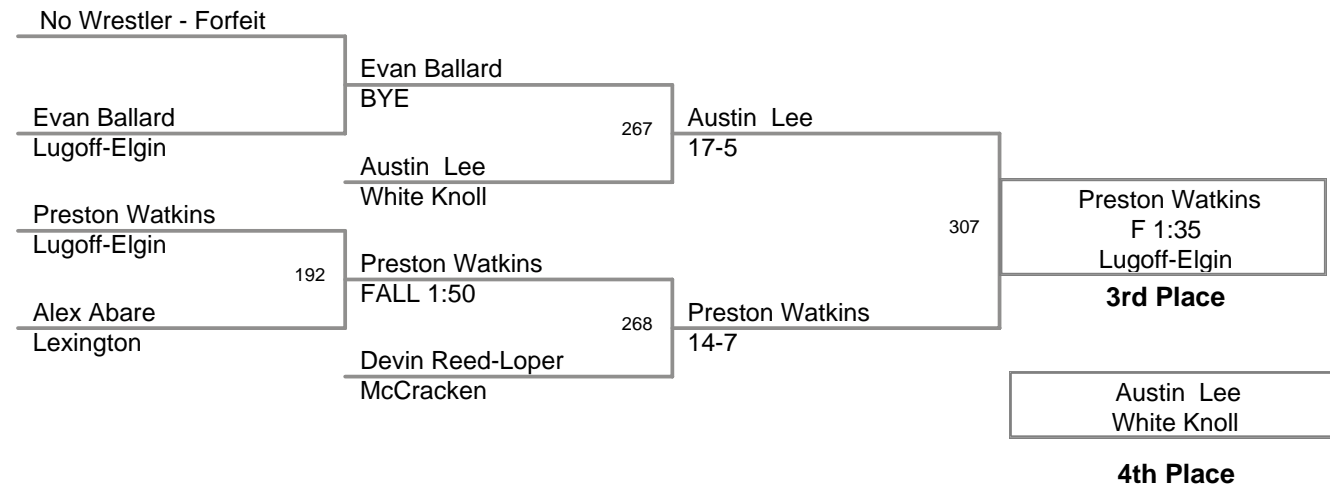 No Wrestler - Forfeit
Evan Ballard
Lugoff-Elgin
Preston Watkins
Lugoff-Elgin
192
Alex Abare
Lexington
Evan Ballard
BYE
267
Austin Lee
White Knoll
Preston Watkins
FALL 1:50
268
Devin Reed-Loper
McCracken
Austin Lee
17-5
307
Preston Watkins
14-7
Preston Watkins
F 1:35
Lugoff-Elgin
3rd Place
Austin Lee
White Knoll
4th Place